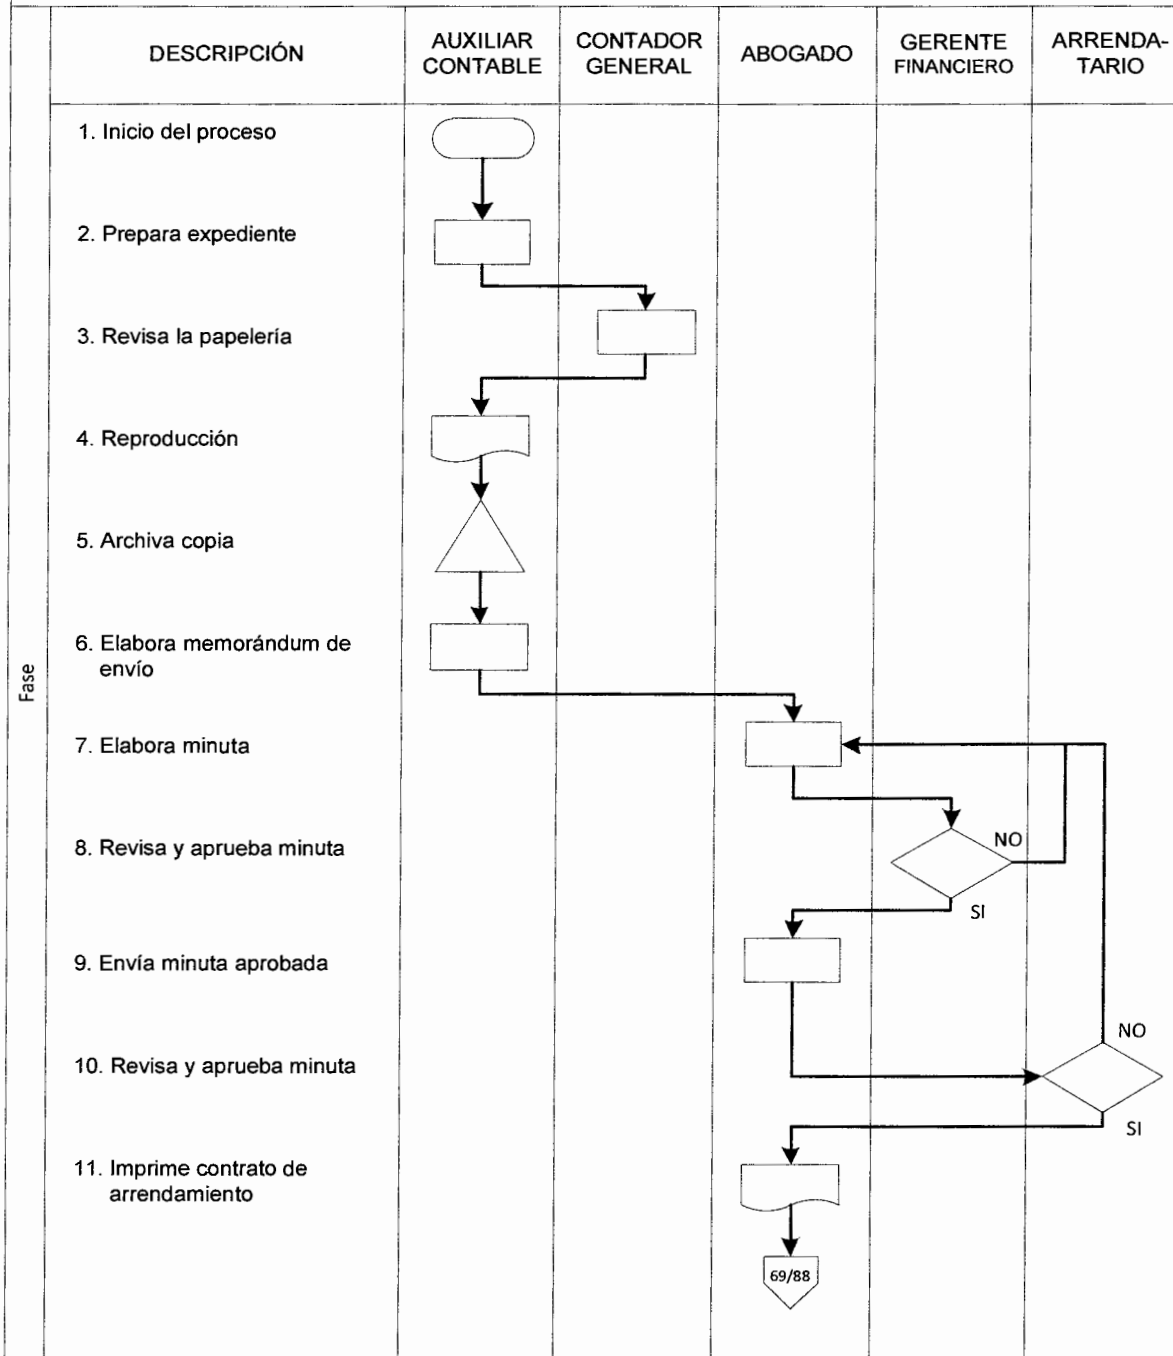 DESCRIPCIÓN
AUXILIAR
CONTABLE
CONTADOR
GENERAL
ABOGADO
GERENTE
FINANCIERO
ARRENDA-
TARIO
Fase
1. Inicio del proceso
2. Prepara expediente
3. Revisa la papelería
4. Reproducción
5. Archiva copia
6. Elabora memorándum de
envío
7. Elabora minuta
8. Revisa y aprueba minuta
NO
SI
9. Envía minuta aprobada
10. Revisa y aprueba minuta
NO
SI
11. Imprime contrato de
arrendamiento
69/88